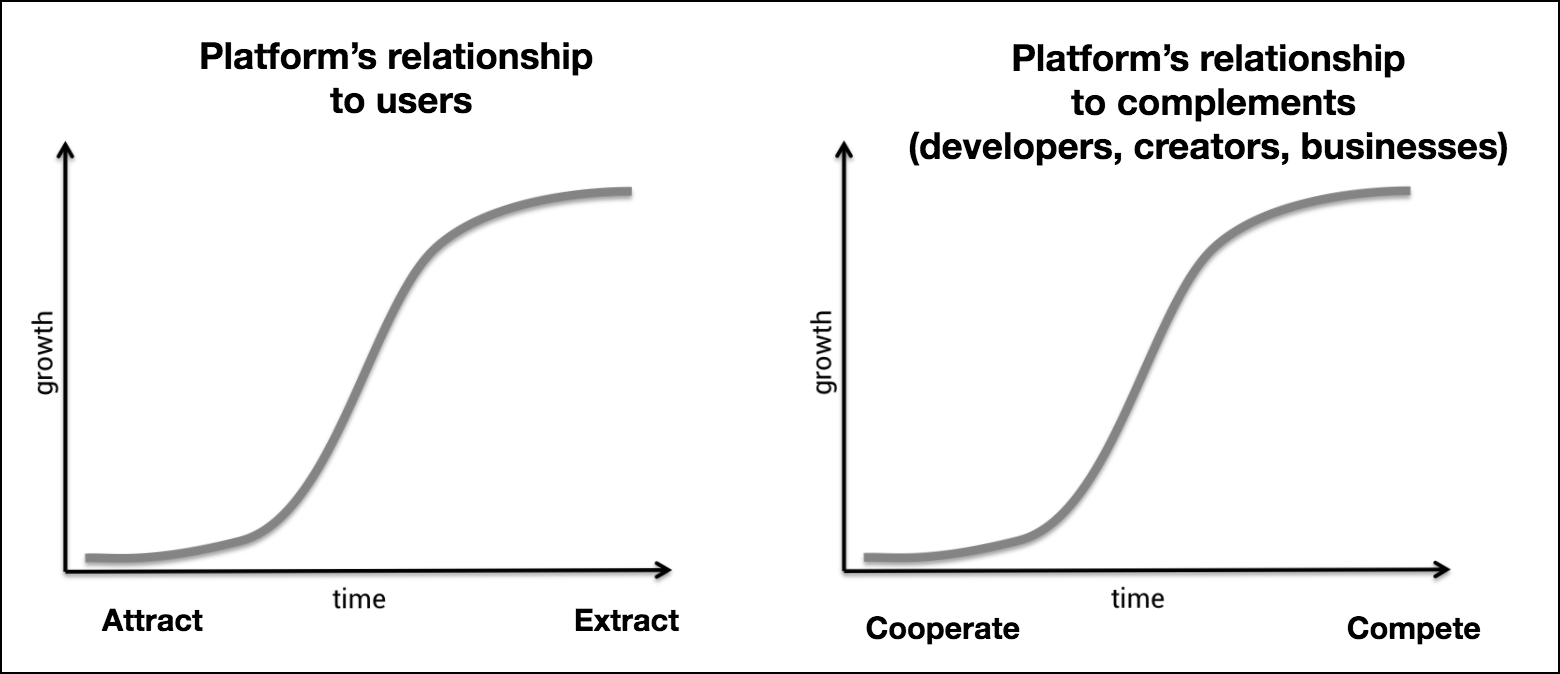 Platform’s relationship
to users
growth
time
Attract
Extract
Platform’s relationship
to complements
(developers, creators, businesses)
growth
time
Cooperate
Compete